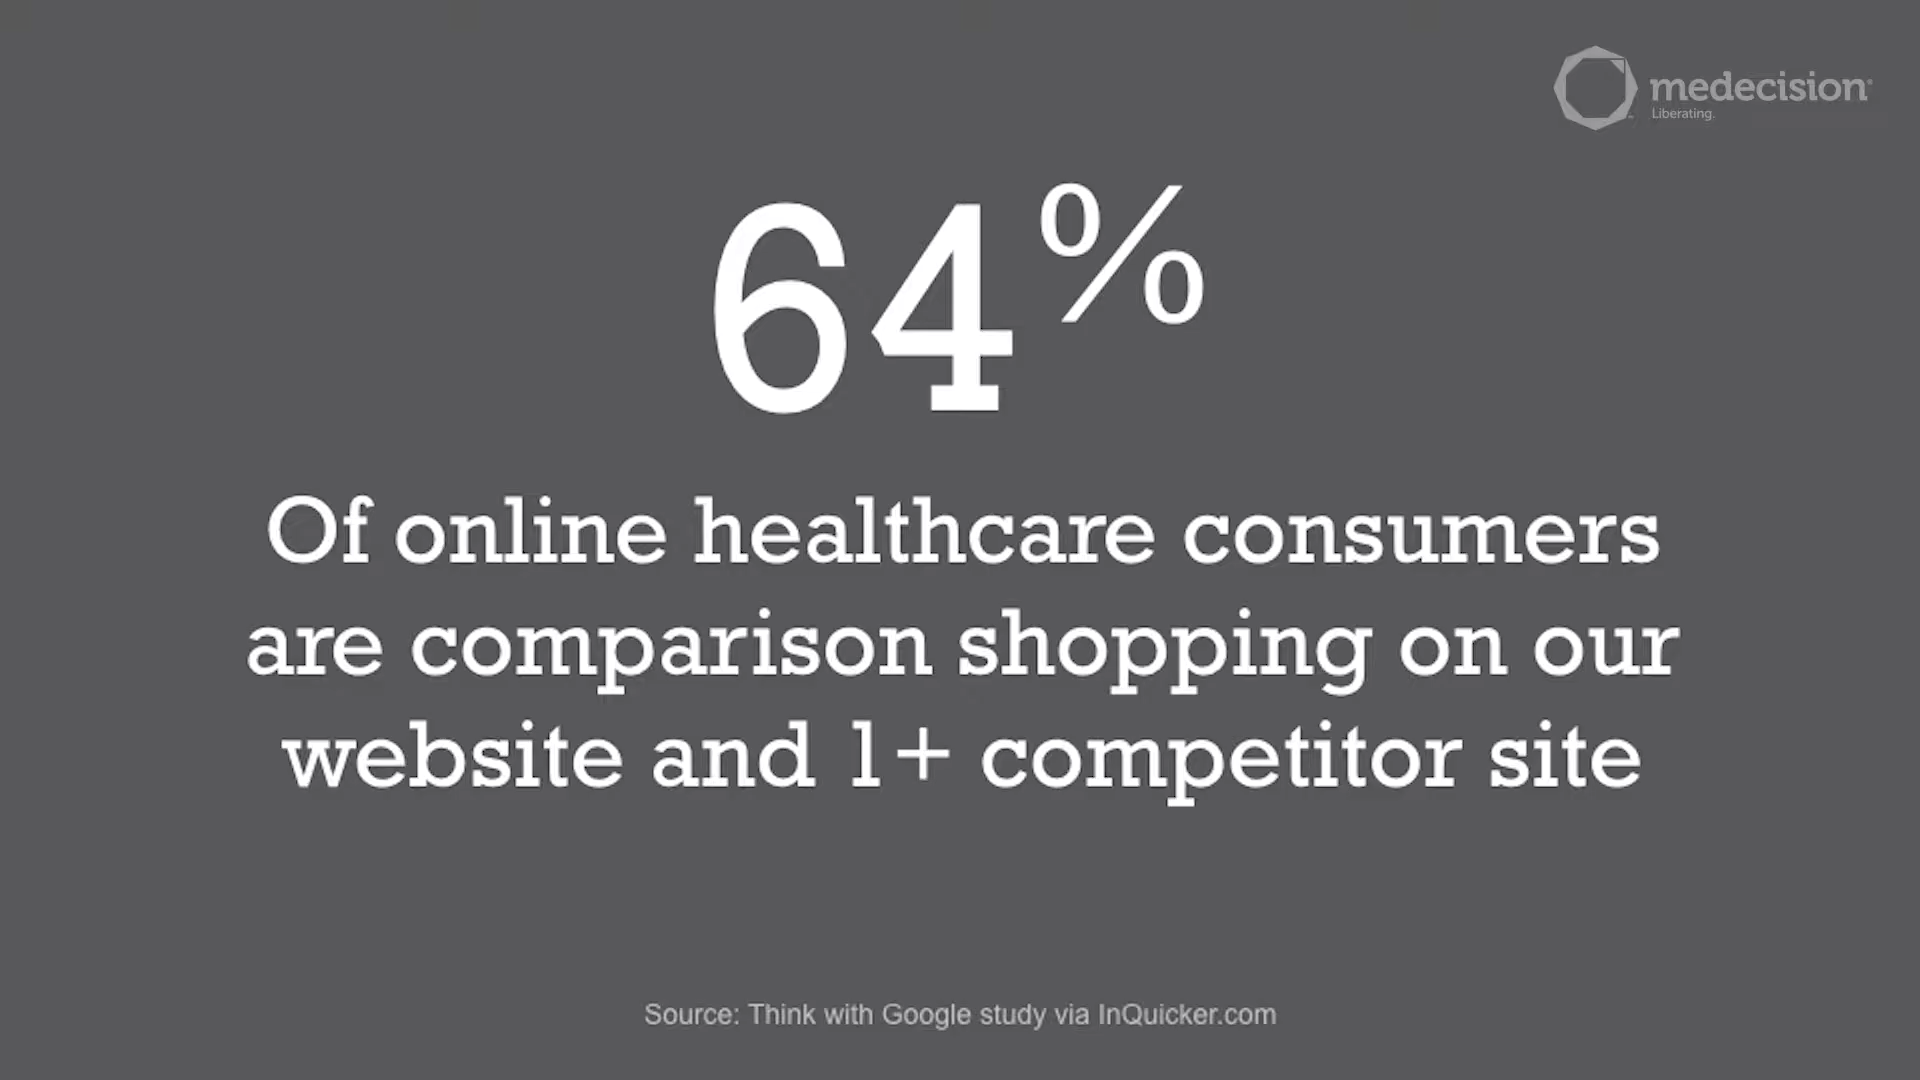 medecision®
Liberating.
64%
Of online healthcare consumers
are comparison shopping on our
website and 1+ competitor site
Source: Think with Google study via InQuicker.com